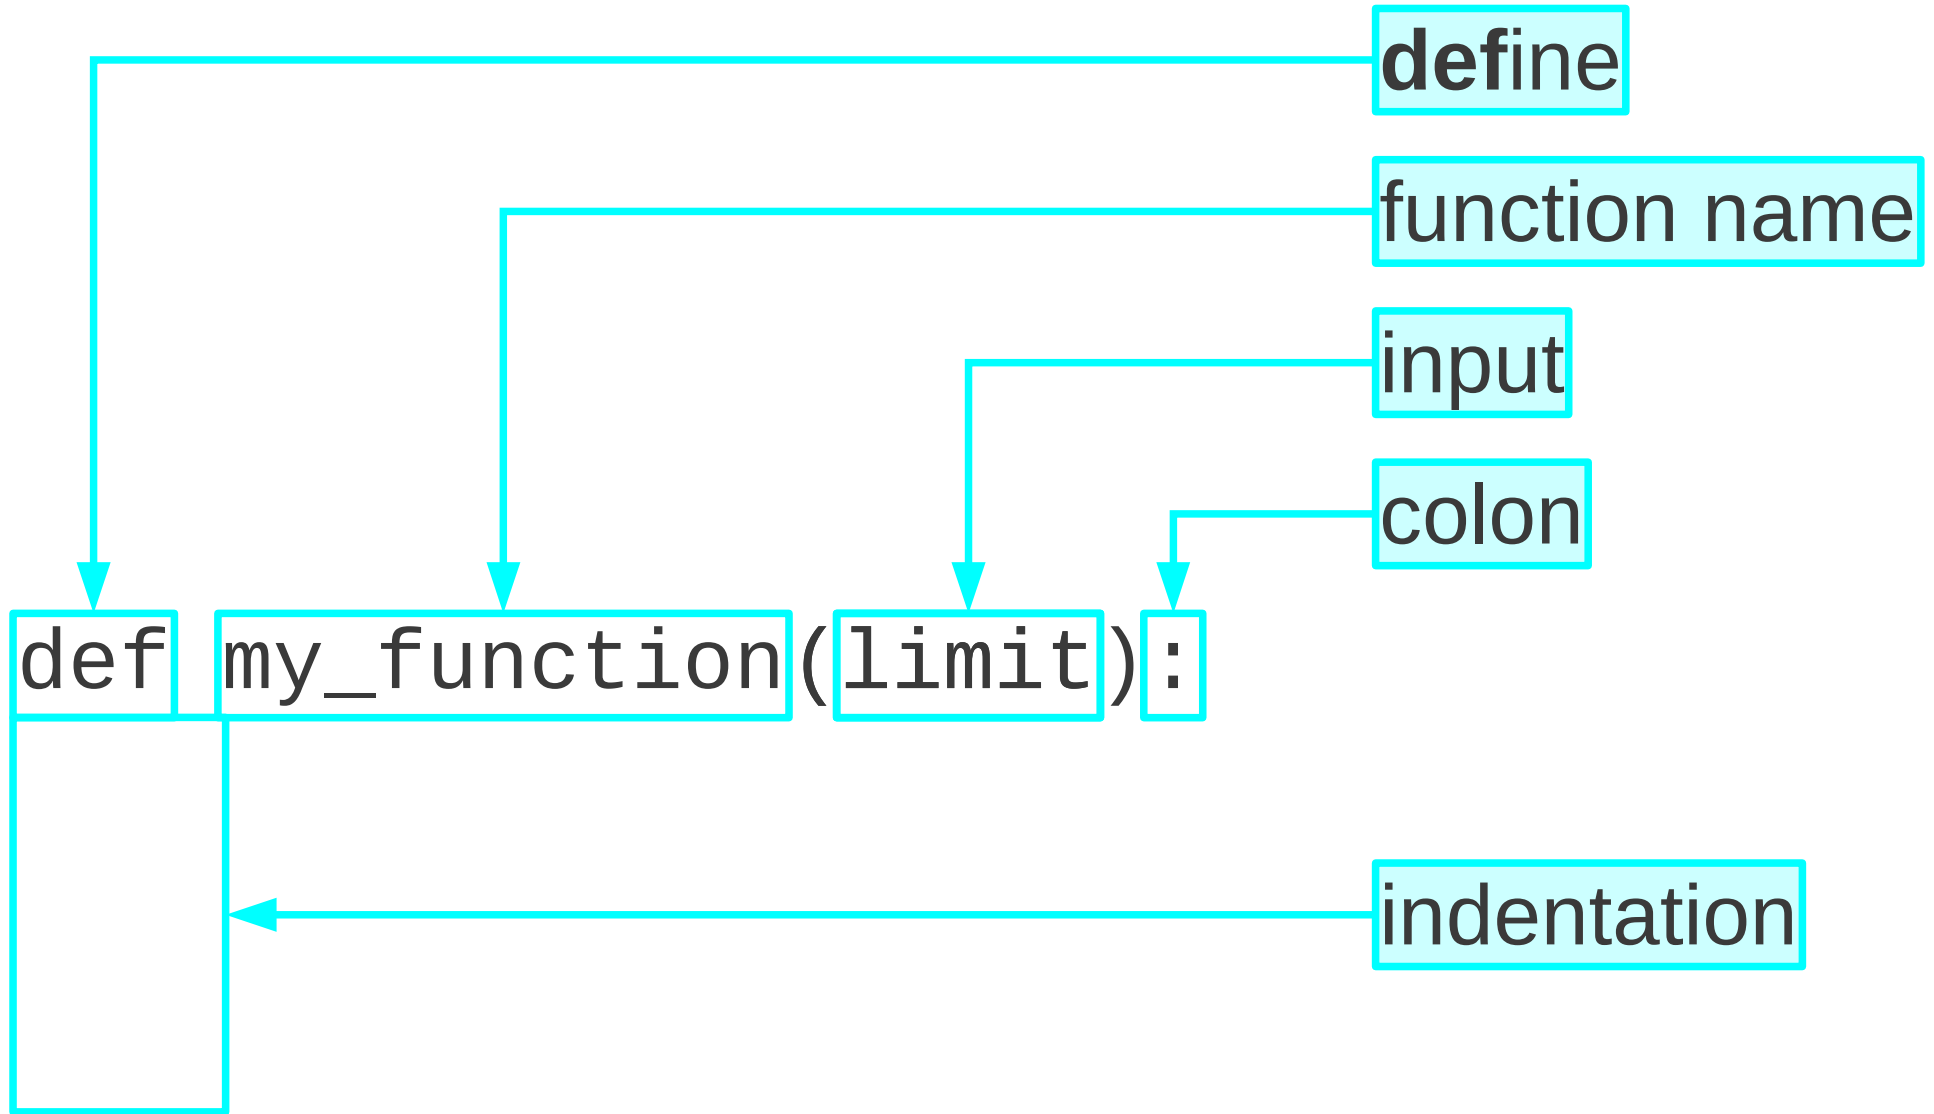 define
function name
input
colon
def my_function(limit):
indentation